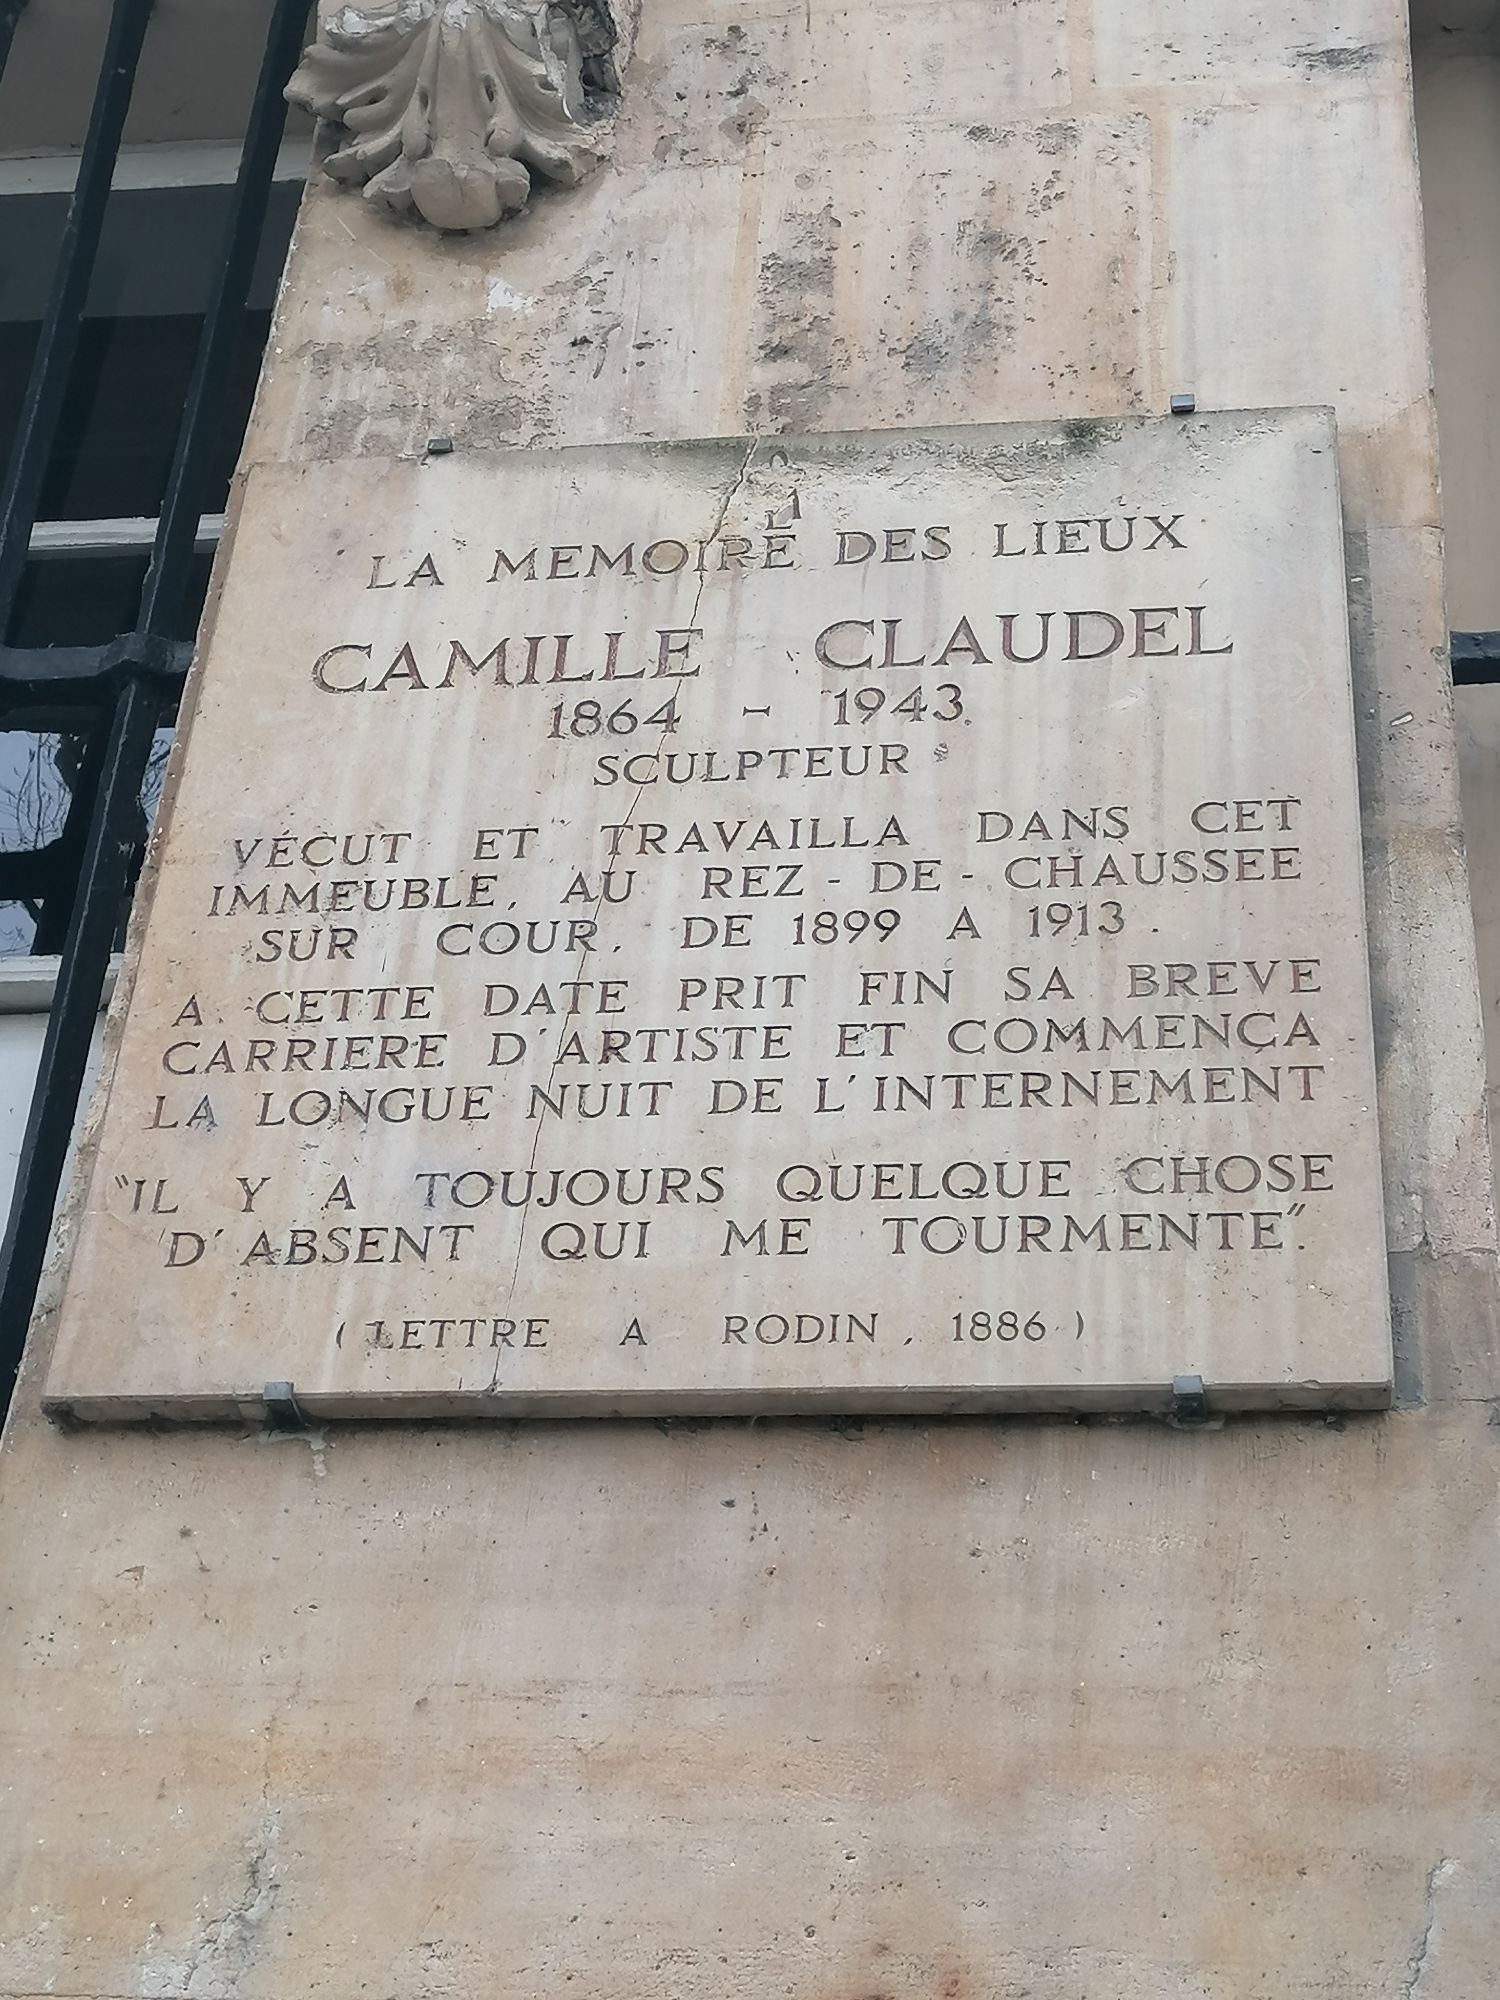 LA MEMOIRE DES LIEUX
CAMILLE CLAUDEL
1864 - 1943
SCULPTEUR
VÉCUT ET TRAVAILLA DANS CET
IMMEUBLE, AU REZ-DE-CHAUSSEE
SUR COUR, DE 1899 A 1913.
A CETTE DATE PRIT FIN SA BREVE
CARRIERE D'ARTISTE ET COMMENÇA
LA LONGUE NUIT DE L'INTERNEMENT
"IL Y A TOUJOURS QUELQUE CHOSE
D'ABSENT QUI ME TOURMENTE".
(LETTRE A RODIN, 1886)